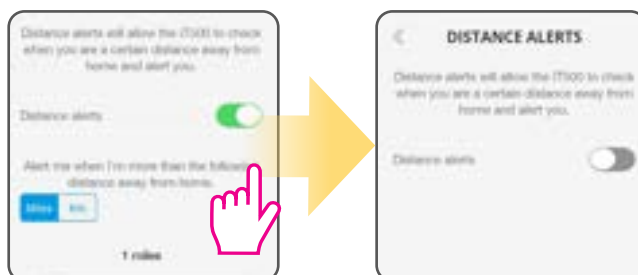 Distance alerts will allow the iT500 to check
when you are a certain distance away from
home and alert you.
Distance alerts
Alert me when I'm more than the following
distance away from home.
Miles Km
1 miles
DISTANCE ALERTS
Distance alerts will allow the iT500 to check
when you are a certain distance away from
home and alert you.
Distance alerts